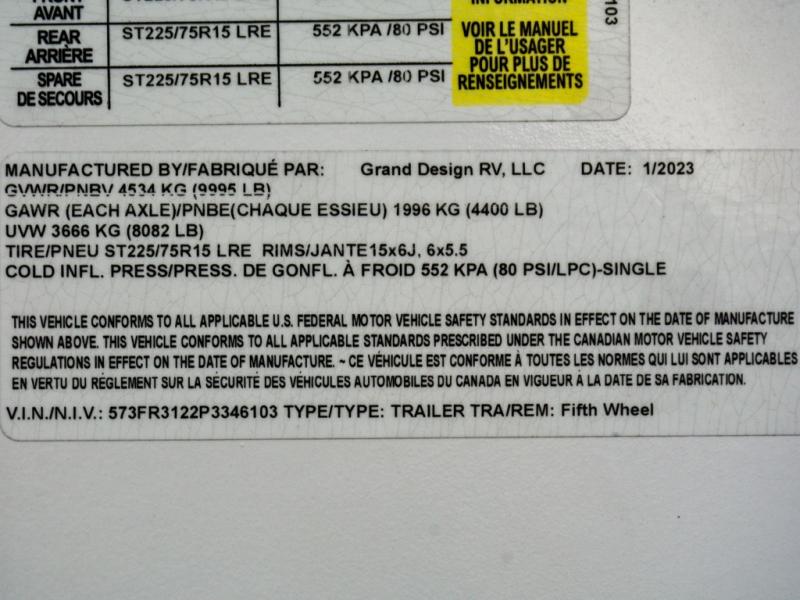 AVANT
REAR ST225/75R15 LRE 552 KPA /80 PSI
ARRIÈRE
SPARE ST225/75R15 LRE 552 KPA /80 PSI
DE SECOURS
VOIR LE MANUEL
DE L'USAGER
POUR PLUS DE
RENSEIGNEMENTS
103
MANUFACTURED BY/FABRIQUÉ PAR: Grand Design RV, LLC DATE: 1/2023
GVWR/PNBV 4534 KG (9995 LB)
GAWR (EACH AXLE)/PNBE(CHAQUE ESSIEU) 1996 KG (4400 LB)
UVW 3666 KG (8082 LB)
TIRE/PNEU ST225/75R15 LRE RIMS/JANTE15x6J, 6x5.5
COLD INFL. PRESS/PRESS. DE GONFL. À FROID 552 KPA (80 PSI/LPC)-SINGLE
THIS VEHICLE CONFORMS TO ALL APPLICABLE U.S. FEDERAL MOTOR VEHICLE SAFETY STANDARDS IN EFFECT ON THE DATE OF MANUFACTURE
SHOWN ABOVE. THIS VEHICLE CONFORMS TO ALL APPLICABLE STANDARDS PRESCRIBED UNDER THE CANADIAN MOTOR VEHICLE SAFETY
REGULATIONS IN EFFECT ON THE DATE OF MANUFACTURE. ~ CE VÉHICULE EST CONFORME À TOUTES LES NORMES QUI LUI SONT APPLICABLES
EN VERTU DU RÉGLEMENT SUR LA SÉCURITÉ DES VÉHICULES AUTOMOBILES DU CANADA EN VIGUEUR À LA DATE DE SA FABRICATION.
V.I.N./N.I.V.: 573FR3122P3346103 TYPE/TYPE: TRAILER TRA/REM: Fifth Wheel